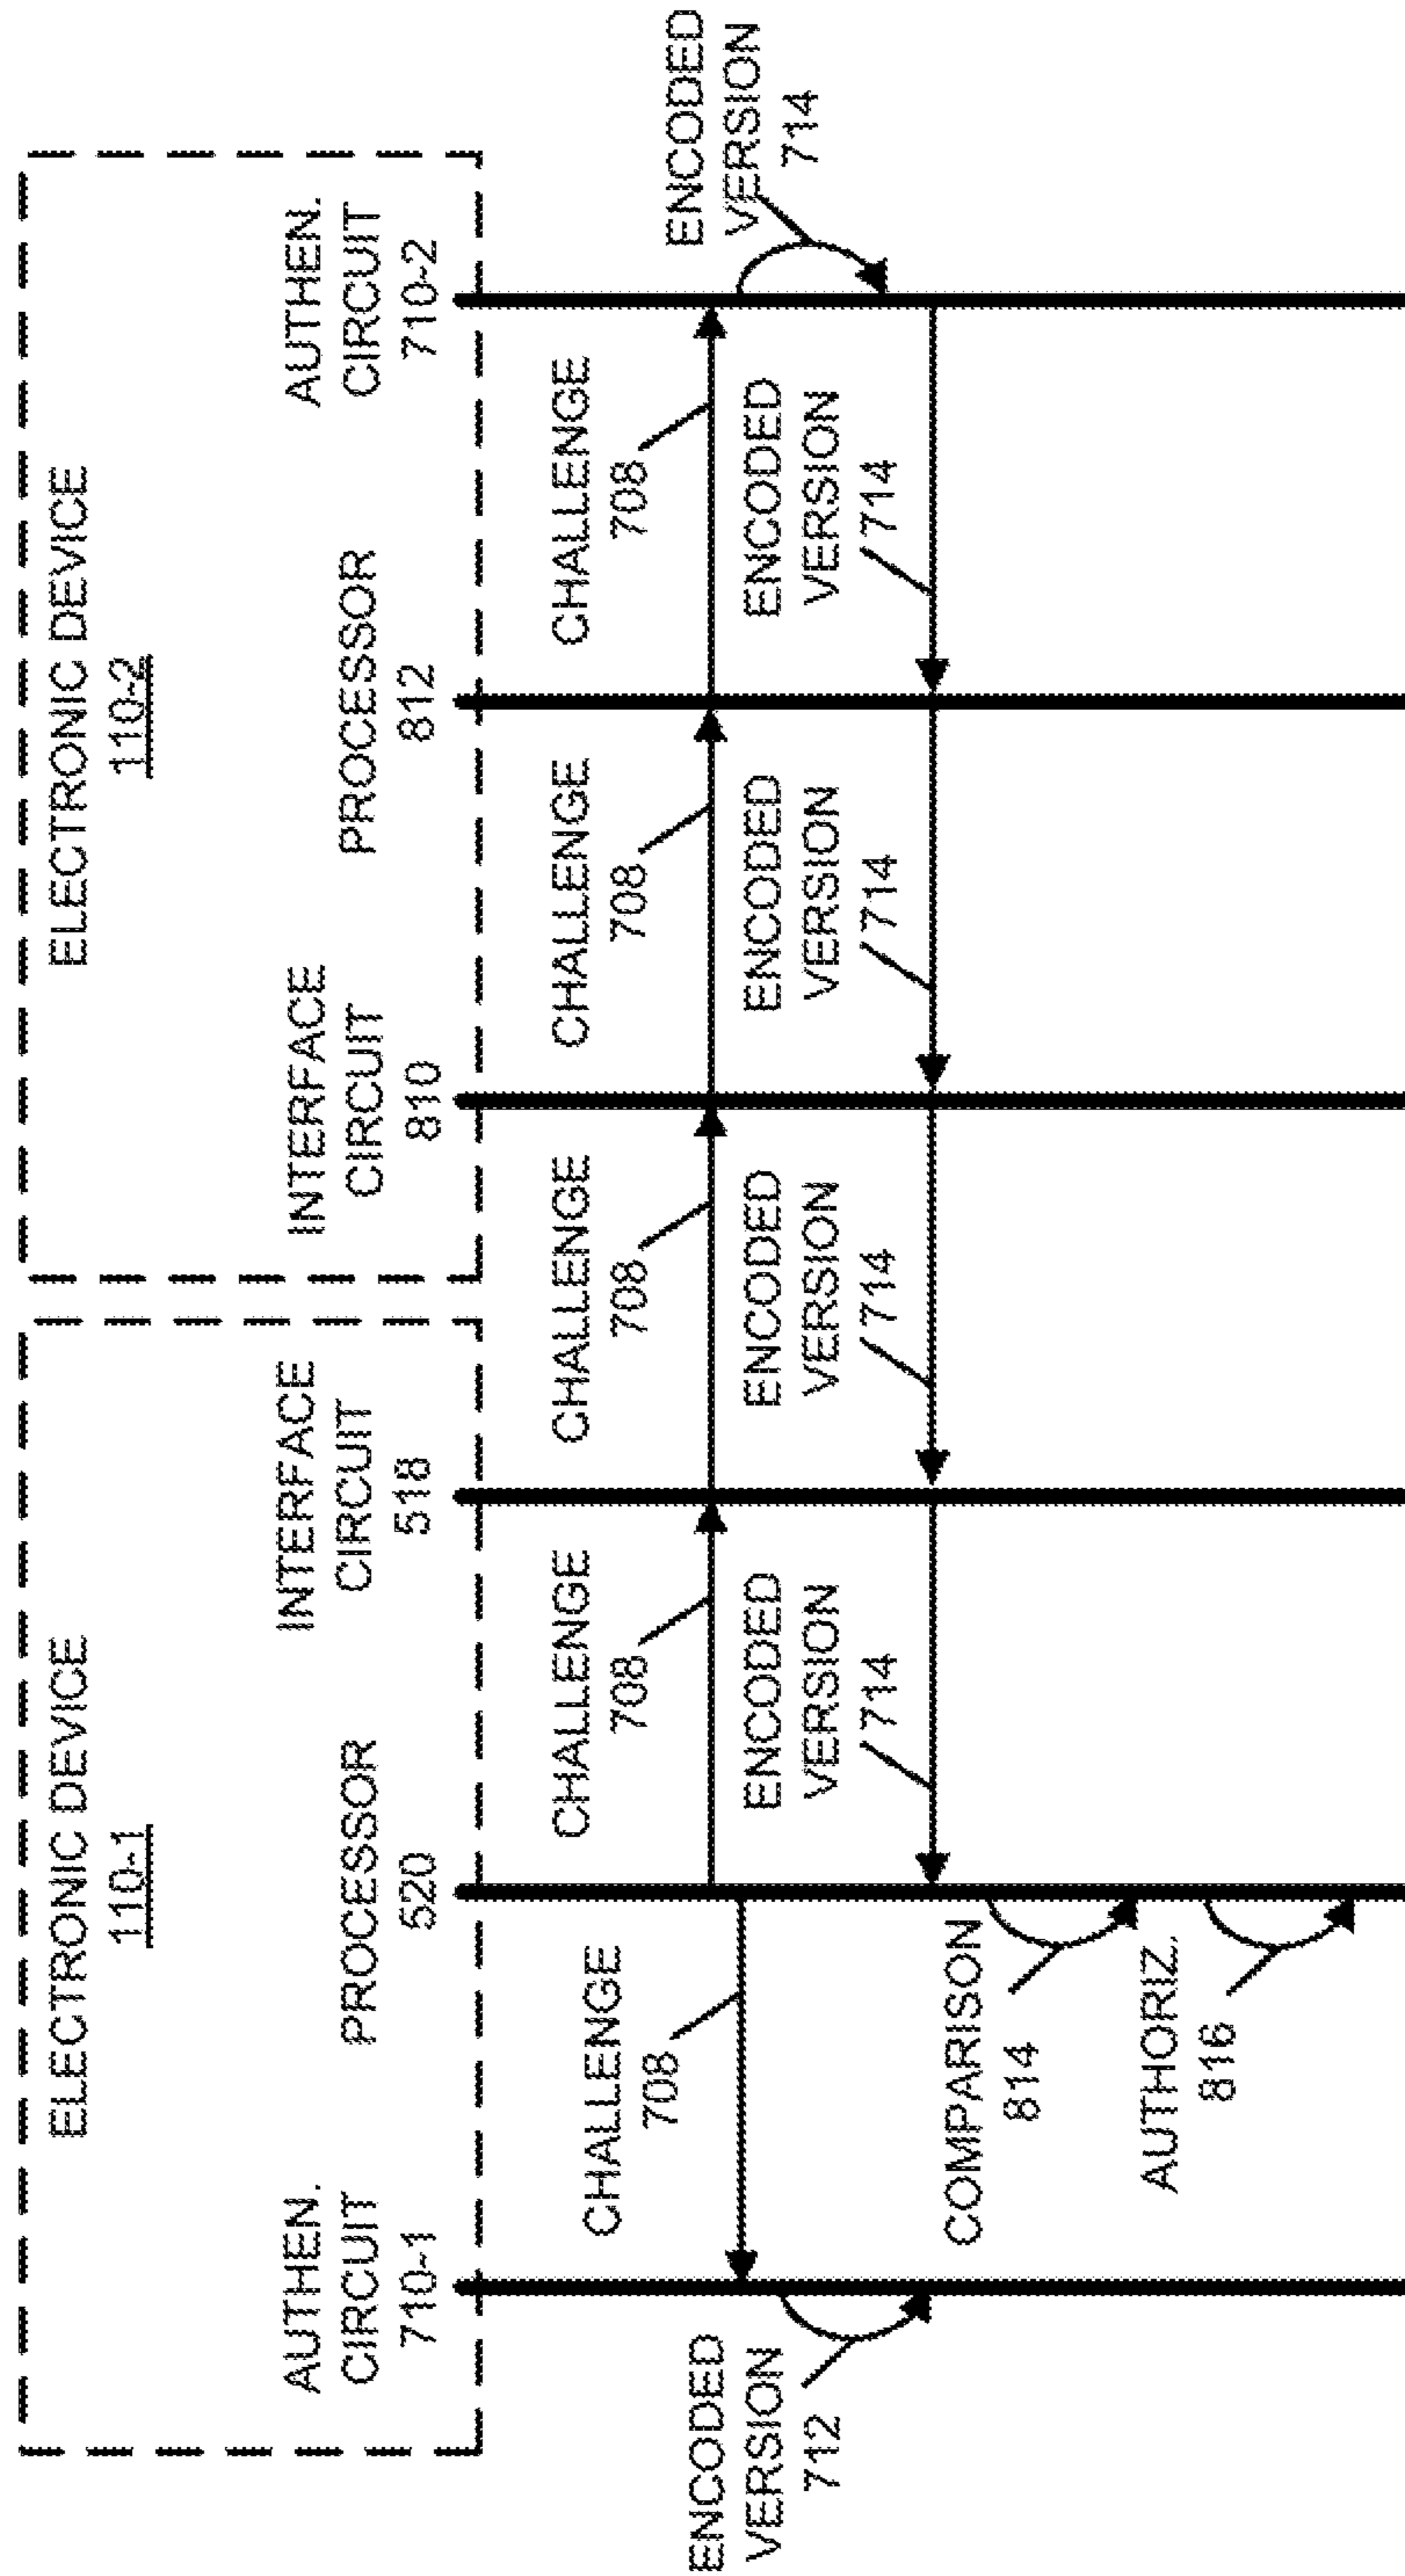 ELECTRONIC DEVICE
110-1
ELECTRONIC DEVICE
110-2
AUTHEN.
CIRCUIT
710-1
PROCESSOR
520
INTERFACE
CIRCUIT
518
INTERFACE
CIRCUIT
810
PROCESSOR
812
AUTHEN.
CIRCUIT
710-2
CHALLENGE
708
CHALLENGE
708
CHALLENGE
708
CHALLENGE
708
CHALLENGE
708
ENCODED
VERSION
712
ENCODED
VERSION
714
ENCODED
VERSION
714
ENCODED
VERSION
714
ENCODED
VERSION
714
ENCODED
VERSION
714
COMPARISON
814
AUTHORIZ.
816